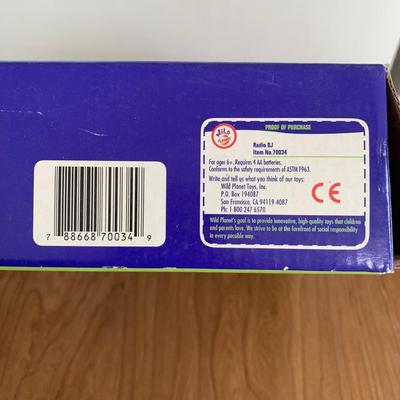 PROOF OF PURCHASE
WILD PLANET
Radio DJ
Item No.70034
For ages 6+. Requires 4 AA batteries.
Conforms to the safety requirements of ASTM F963.
Write and tell us what you think of our toys:
Wild Planet Toys, Inc.
P.O. Box 194087
San Francisco, CA 94119-4087
Ph: 1 800 247 6570
CE
Wild Planet's goal is to provide innovative, high-quality toys that children
and parents love. We strive to be at the forefront of social responsibility
in every possible way.
7 88668 70034 9